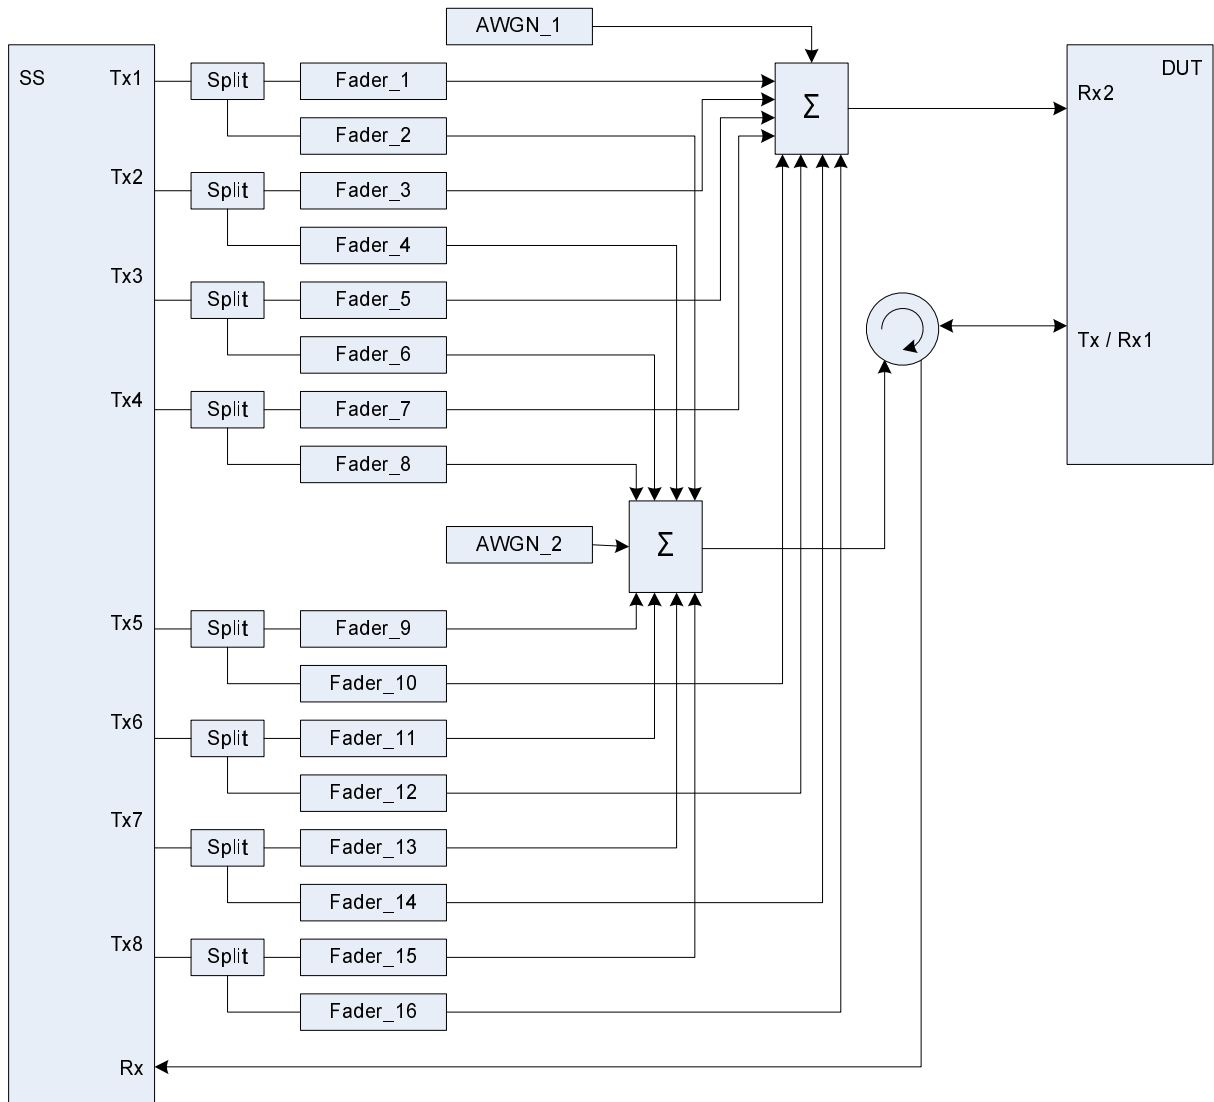 AWGN_1
SS
Tx1
Split
Fader_1
Σ
DUT
Rx2
Fader_2
Tx2
Split
Fader_3
Fader_4
Tx3
Split
Fader_5
Fader_6
Tx / Rx1
Tx4
Split
Fader_7
Fader_8
AWGN_2
Σ
Tx5
Split
Fader_9
Fader_10
Tx6
Split
Fader_11
Fader_12
Tx7
Split
Fader_13
Fader_14
Tx8
Split
Fader_15
Fader_16
Rx